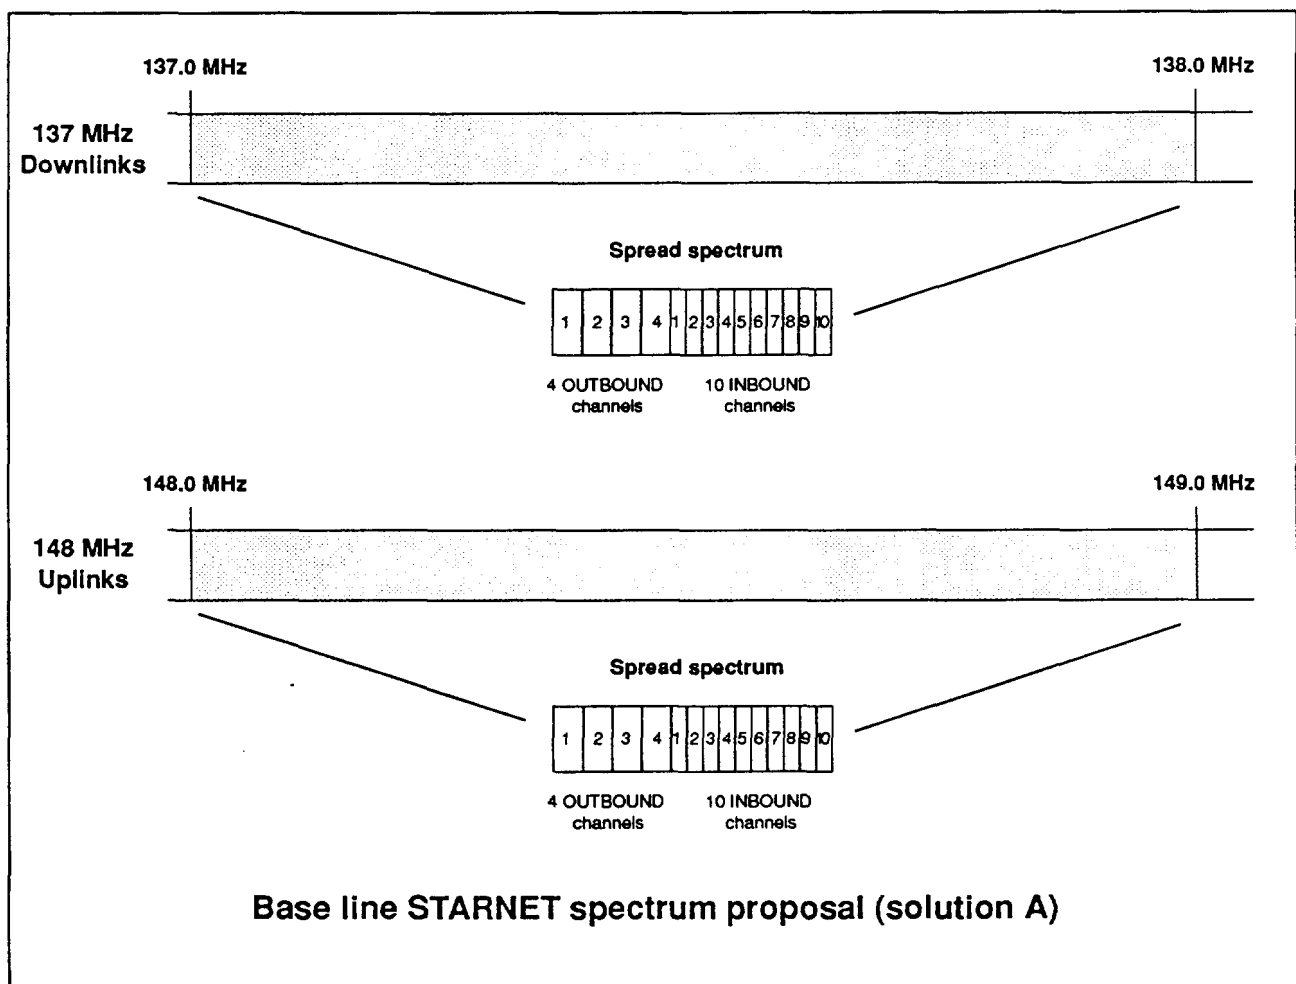 137.0 MHz
138.0 MHz
137 MHz
Downlinks
Spread spectrum
1 2 3 4 1 2 3 4 5 6 7 8 9 10
4 OUTBOUND
channels
10 INBOUND
channels
148.0 MHz
149.0 MHz
148 MHz
Uplinks
Spread spectrum
1 2 3 4 1 2 3 4 5 6 7 8 9 10
4 OUTBOUND
channels
10 INBOUND
channels
Base line STARNET spectrum proposal (solution A)